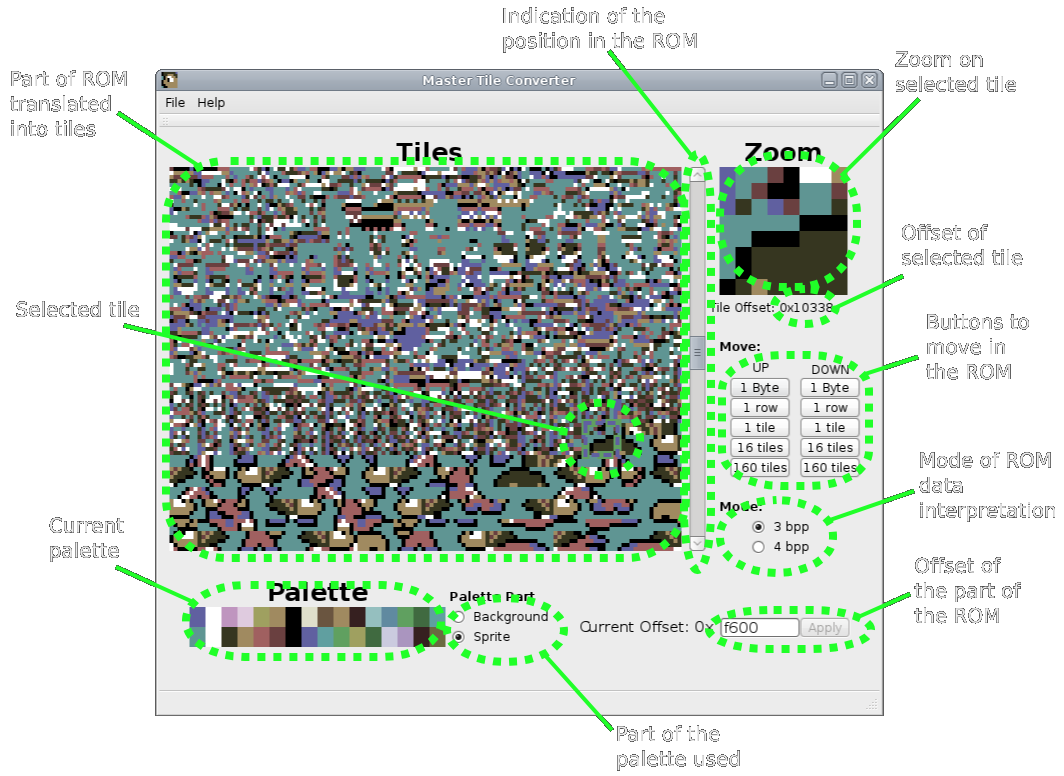 Indication of the
position in the ROM
Zoom on
selected tile
Part of ROM
translated
into tiles
Master Tile Converter
File Help
Tiles
Zoom
Offset of
selected tile
Tile Offset: 0x10338
Selected tile
Buttons to
move in
the ROM
Move:
UP DOWN
1 Byte 1 Byte
1 row 1 row
1 tile 1 tile
16 tiles 16 tiles
160 tiles 160 tiles
Mode of ROM
data
interpretation
Mode:
3 bpp
4 bpp
Current
palette
Offset of
the part of
the ROM
Palette
Palette Part
Background
Sprite
Current Offset: 0x f600 Apply
Part of the
palette used